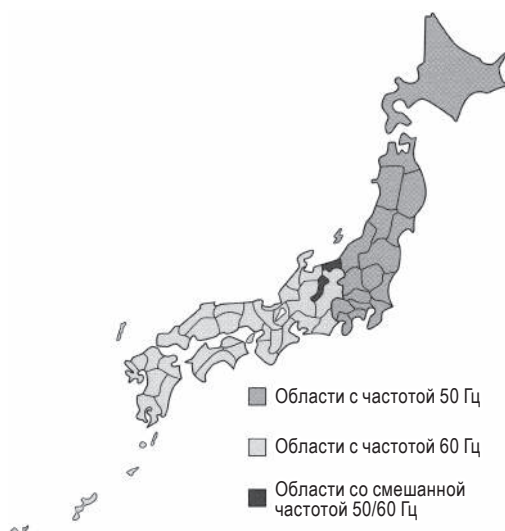 Области с частотой 50 Гц
Области с частотой 60 Гц
Области со смешанной
частотой 50/60 Гц